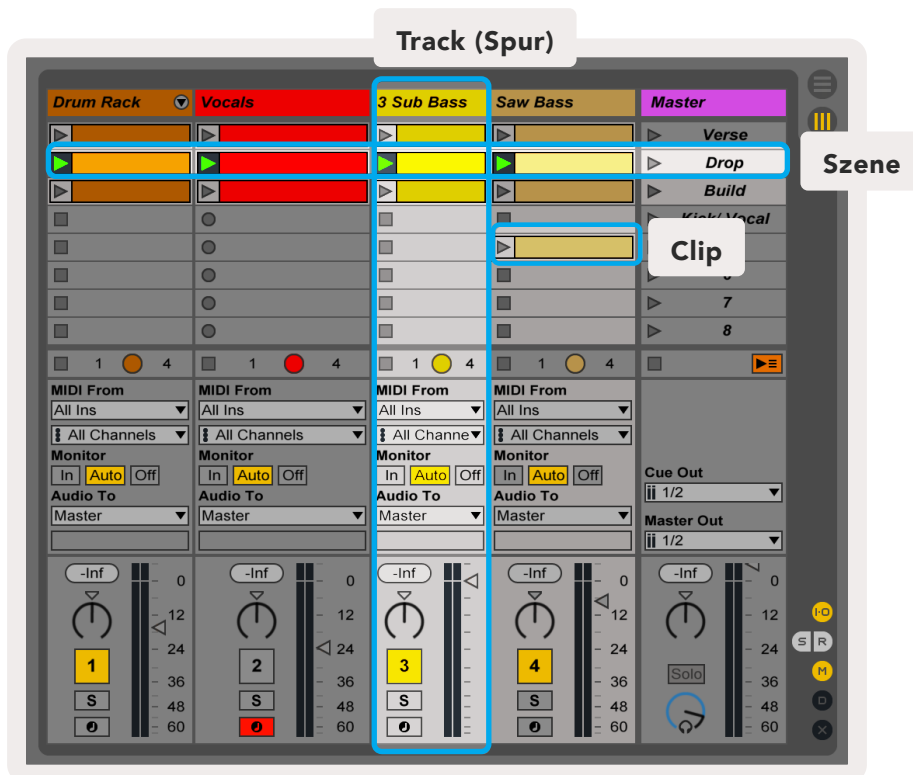 Track (Spur)
Drum Rack Vocals 3 Sub Bass Saw Bass Master
Verse
Drop
Szene
Build
Kick/ Vocal
Clip
6
7
8
1 4 1 4 1 4 1 4
MIDI From MIDI From MIDI From MIDI From
All Ins All Ins All Ins All Ins
All Channels All Channels All Channe All Channels
Monitor Monitor Monitor Monitor
In Auto Off In Auto Off In Auto Off In Auto Off
Cue Out
Audio To Audio To Audio To Audio To
ii 1/2
Master Master Master Master
Master Out
ii 1/2
-Inf 0 -Inf 0 -Inf -Inf 0 -Inf 0
12 12 12 12 I·O
24 24 24 24 S R
1 2 3 4 Solo M
36 36 36 36
S S S S D
48 48 48 48
60 60 60 60 X